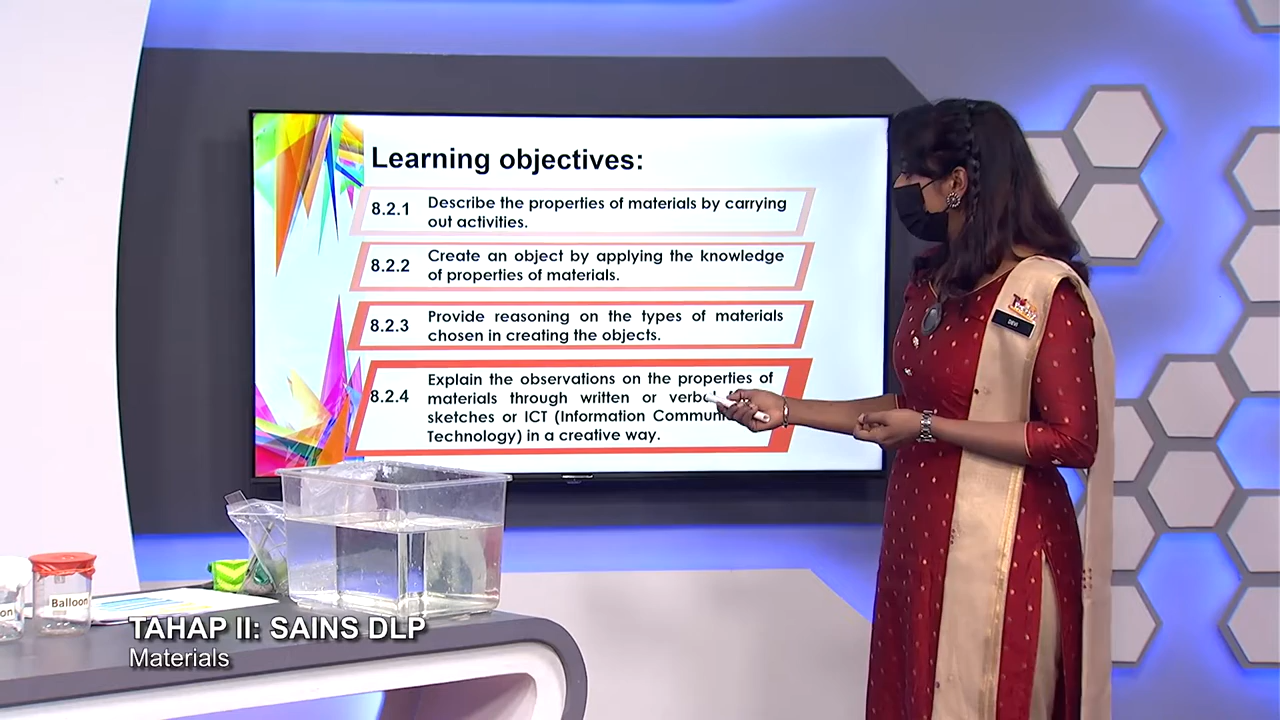 Learning objectives:
8.2.1 Describe the properties of materials by carrying
out activities.
8.2.2 Create an object by applying the knowledge
of properties of materials.
8.2.3 Provide reasoning on the types of materials
chosen in creating the objects.
8.2.4 Explain the observations on the properties of
materials through written or
sketches or ICT (Information
Technology) in a creative way.
DEVI
Balloon
TAHAP II: SAINS DLP
Materials